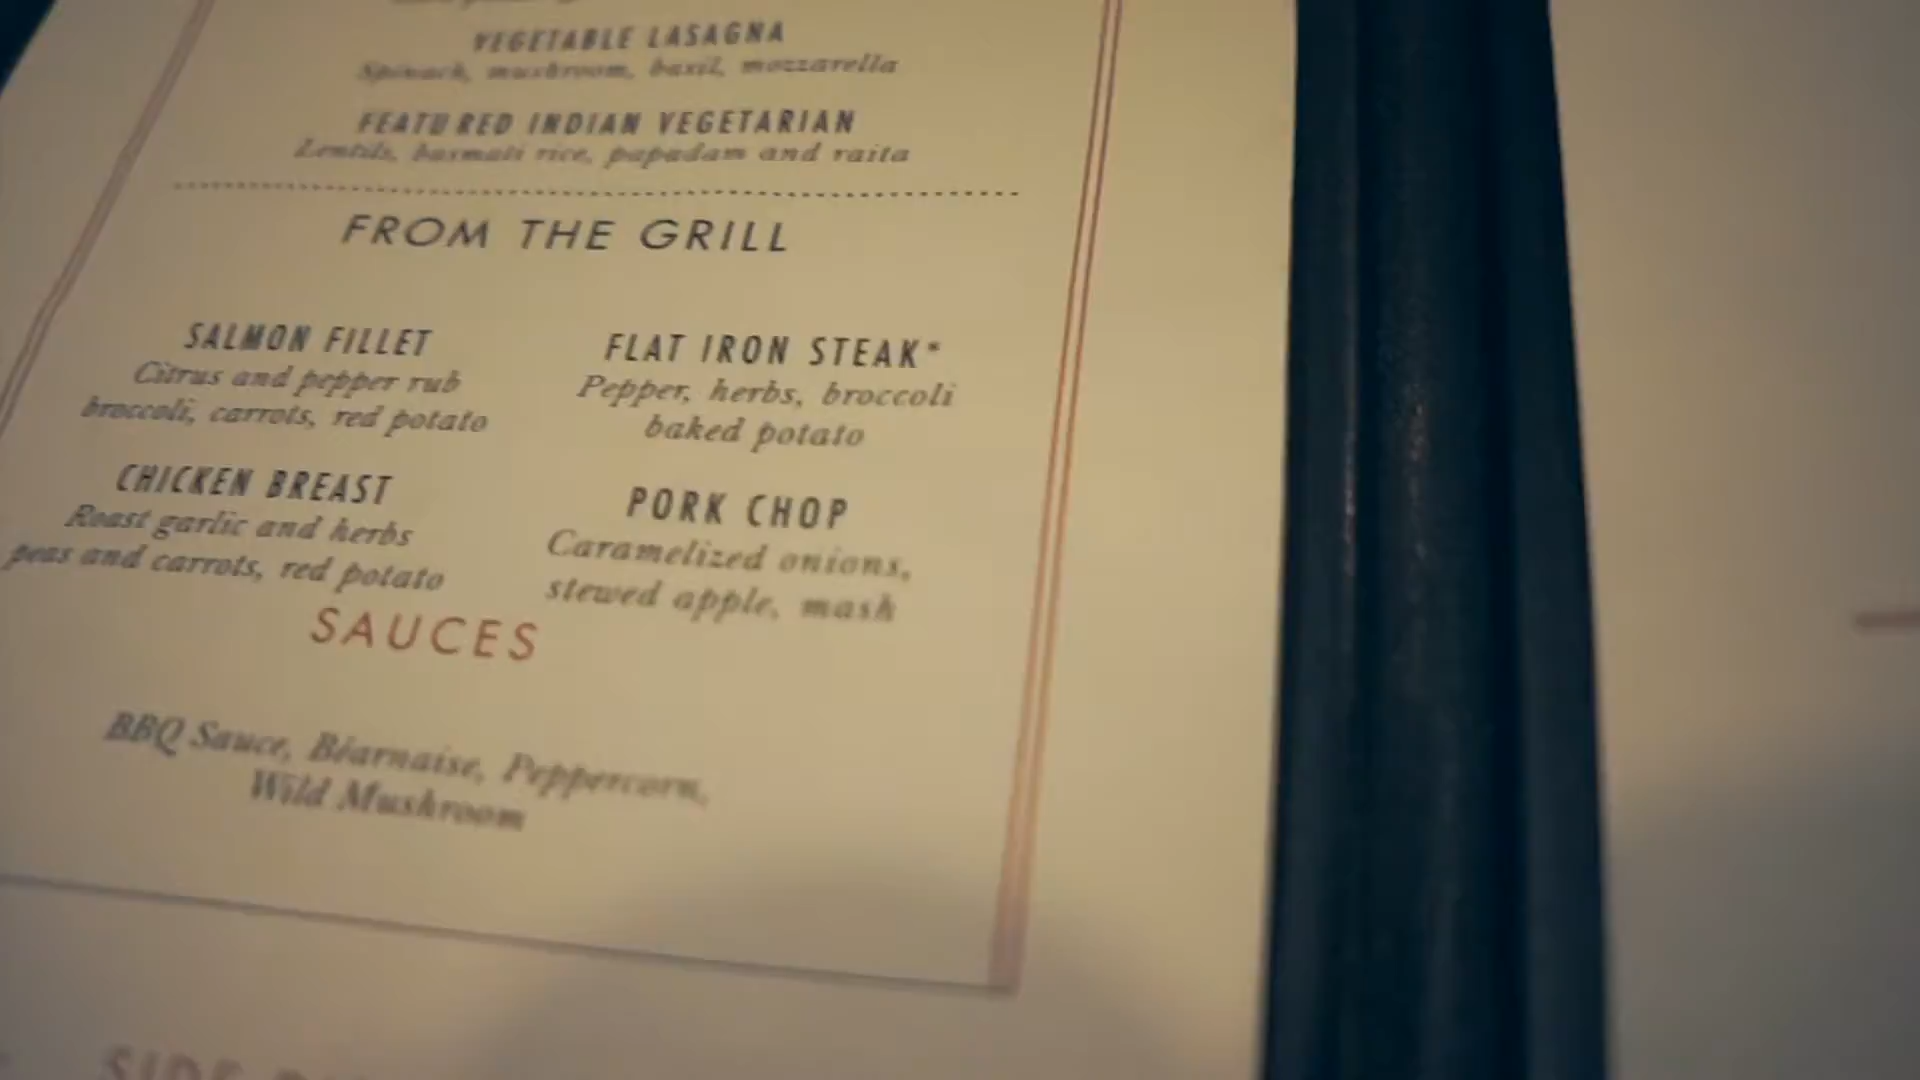 VEGETABLE LASAGNA
Spinach, mushroom, basil, mozzarella
FEATURED INDIAN VEGETARIAN
Lentils, basmati rice, papadam and raita
FROM THE GRILL
SALMON FILLET
Citrus and pepper rub
broccoli, carrots, red potato
FLAT IRON STEAK*
Pepper, herbs, broccoli
baked potato
CHICKEN BREAST
Roast garlic and herbs
peas and carrots, red potato
PORK CHOP
Caramelized onions,
stewed apple, mash
SAUCES
BBQ Sauce, Béarnaise, Peppercorn,
Wild Mushroom
SIDE